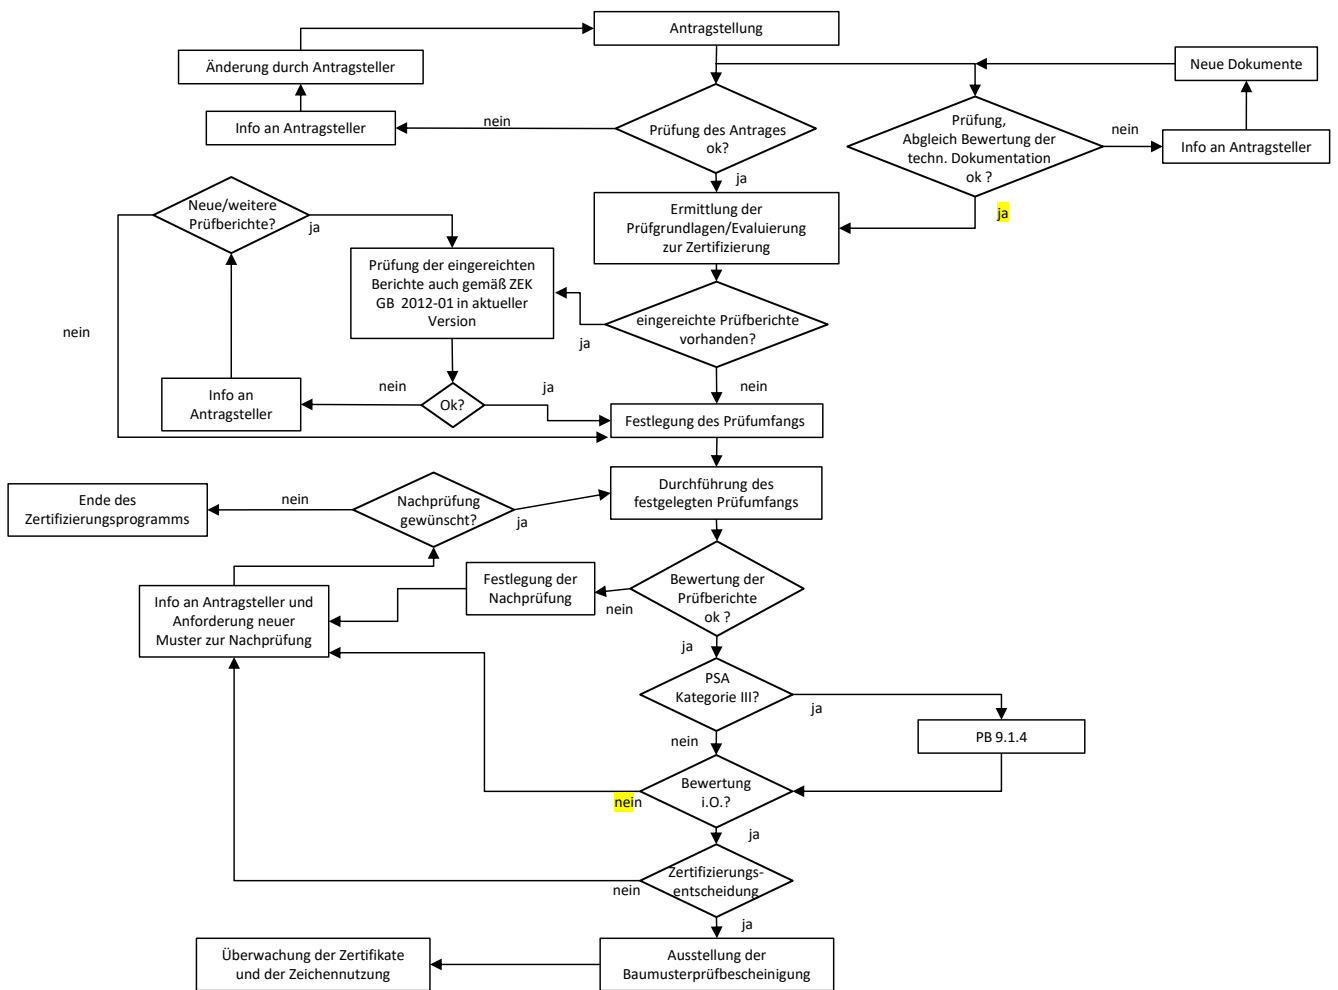 Antragstellung
Änderung durch Antragsteller
Neue Dokumente
Info an Antragsteller
nein
Prüfung des Antrages
ok?
Prüfung,
Abgleich Bewertung der
techn. Dokumentation
ok ?
nein
Info an Antragsteller
ja
ja
Neue/weitere
Prüfberichte?
ja
Ermittlung der
Prüfgrundlagen/Evaluierung
zur Zertifizierung
Prüfung der eingereichten
Berichte auch gemäß ZEK
GB 2012-01 in aktueller
Version
nein
eingereichte Prüfberichte
vorhanden?
ja
nein
Info an
Antragsteller
nein
Ok?
ja
Festlegung des Prüfumfangs
Ende des
Zertifizierungsprogramms
nein
Nachprüfung
gewünscht?
ja
Durchführung des
festgelegten Prüfumfangs
Info an Antragsteller und
Anforderung neuer
Muster zur Nachprüfung
Festlegung der
Nachprüfung
nein
Bewertung der
Prüfberichte
ok ?
ja
PSA
Kategorie III?
ja
PB 9.1.4
nein
Bewertung
i.O.?
nein
ja
Zertifizierungs-
entscheidung
nein
ja
Überwachung der Zertifikate
und der Zeichennutzung
Ausstellung der
Baumusterprüfbescheinigung